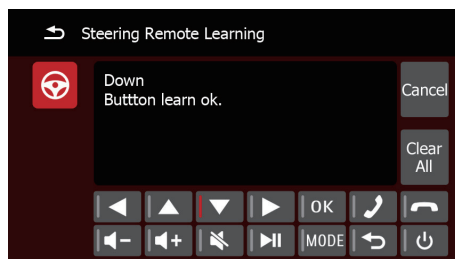 Steering Remote Learning
Down
Buttton learn ok.
Cancel
Clear
All
OK
MODE